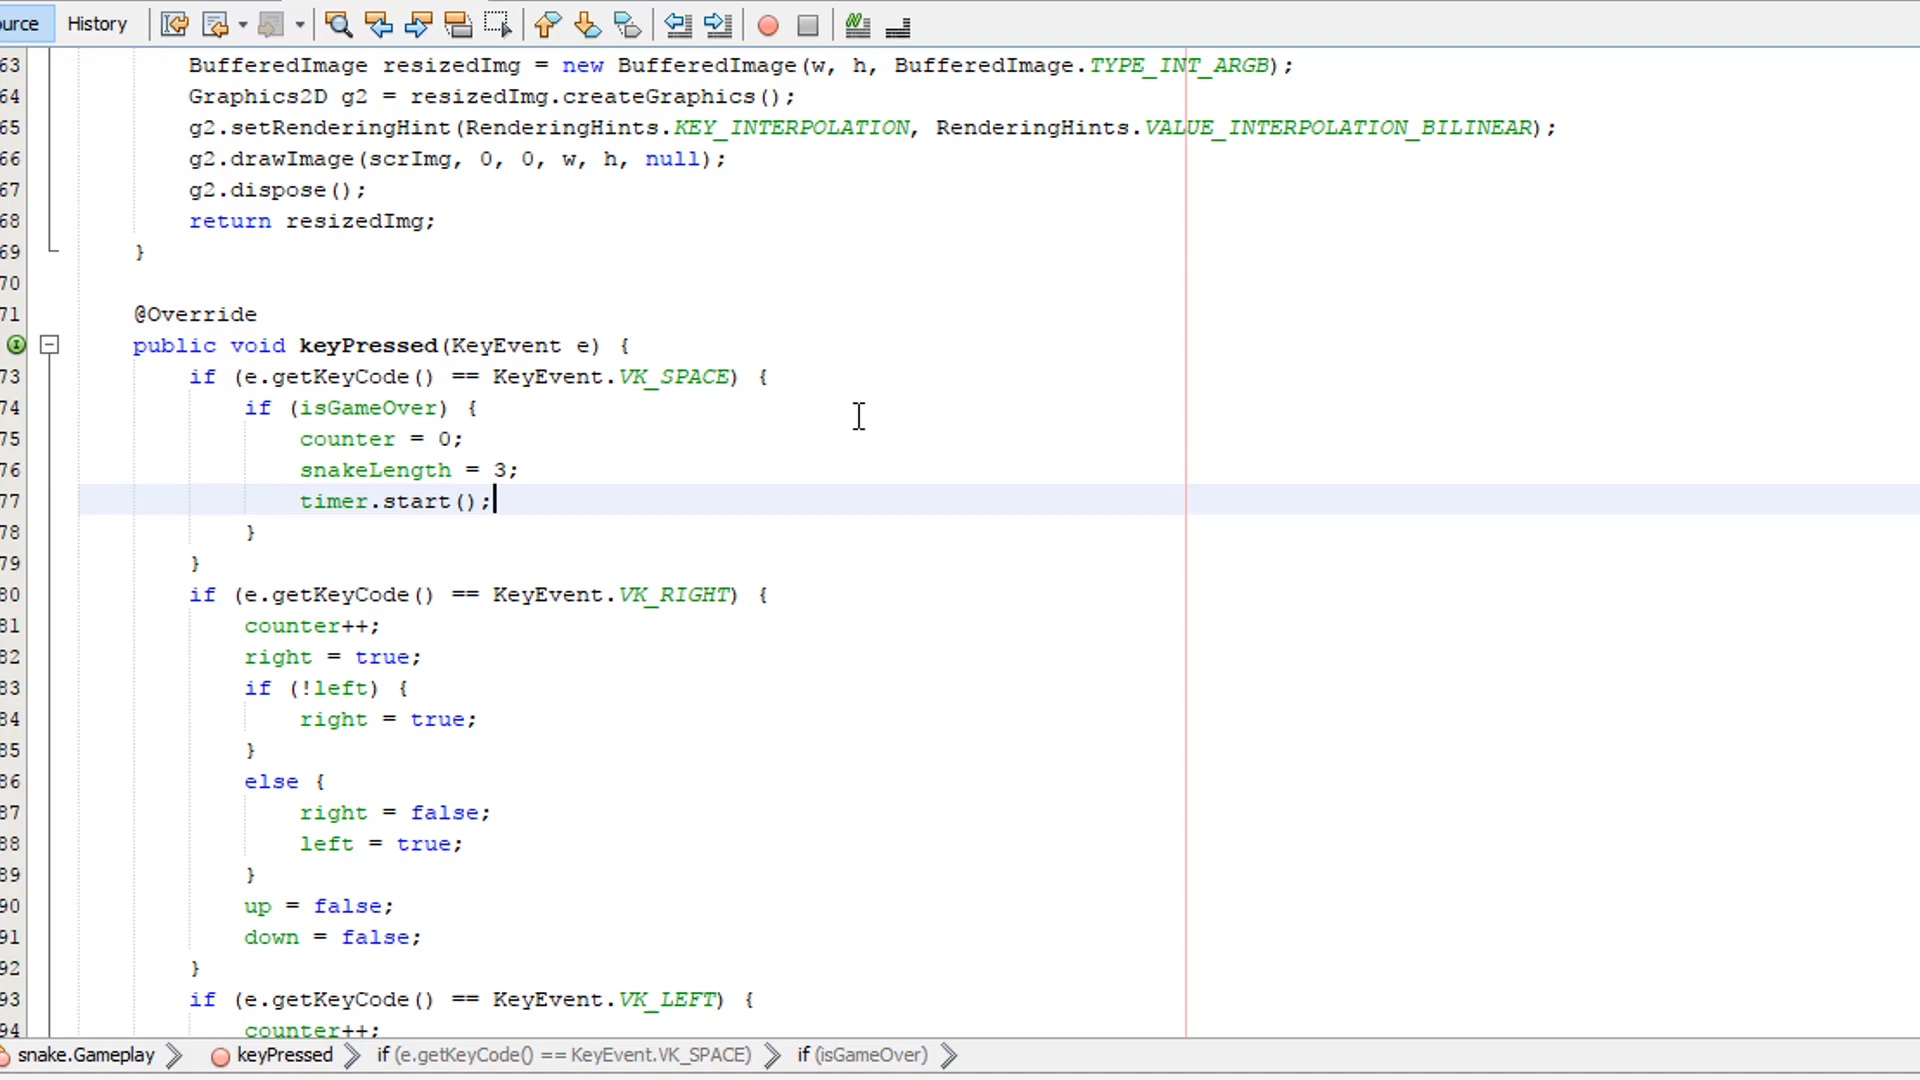 ource History
63 BufferedImage resizedImg = new BufferedImage(w, h, BufferedImage.TYPE_INT_ARGB);
64 Graphics2D g2 = resizedImg.createGraphics();
65 g2.setRenderingHint(RenderingHints.KEY_INTERPOLATION, RenderingHints.VALUE_INTERPOLATION_BILINEAR);
66 g2.drawImage(scrImg, 0, 0, w, h, null);
67 g2.dispose();
68 return resizedImg;
69 }
70
71 @Override
public void keyPressed(KeyEvent e) {
73 if (e.getKeyCode() == KeyEvent.VK_SPACE) {
74 if (isGameOver) {
75 counter = 0;
76 snakeLength = 3;
77 timer.start();
78 }
79 }
80 if (e.getKeyCode() == KeyEvent.VK_RIGHT) {
81 counter++;
82 right = true;
83 if (!left) {
84 right = true;
85 }
86 else {
87 right = false;
88 left = true;
89 }
90 up = false;
91 down = false;
92 }
93 if (e.getKeyCode() == KeyEvent.VK_LEFT) {
94 counter++;
snake.Gameplay keyPressed if (e.getKeyCode() == KeyEvent.VK_SPACE) if (isGameOver)